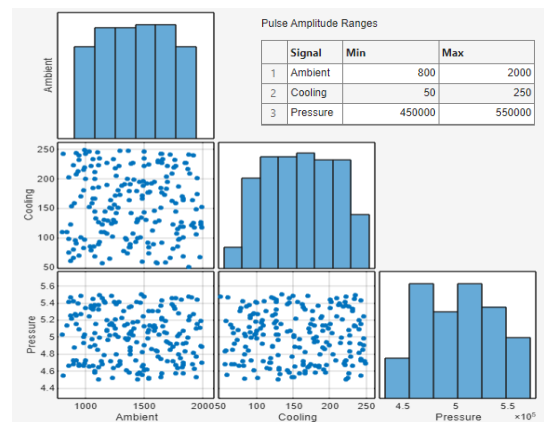 Pulse Amplitude Ranges
Signal Min Max
1 Ambient 800 2000
2 Cooling 50 250
3 Pressure 450000 550000
Ambient
250
200
150
100
50
Cooling
5.6
5.4
5.2
5
4.8
4.6
4.4
Pressure
1000 1500 2000 50 100 150 200 250 4.5 5 5.5
×10⁵
Ambient Cooling Pressure